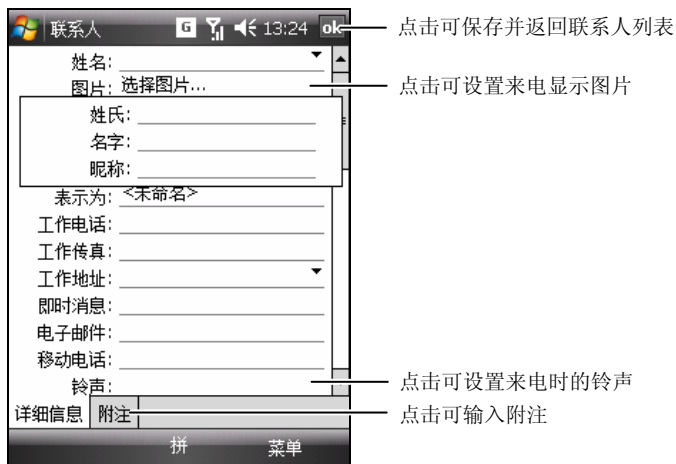 联系人 G 13:24 ok
点击可保存并返回联系人列表
姓名:
图片: 选择图片...
点击可设置来电显示图片
姓氏:
名字:
昵称:
表示为: <未命名>
工作电话:
工作传真:
工作地址:
即时消息:
电子邮件:
移动电话:
铃声:
点击可设置来电时的铃声
详细信息 附注
点击可输入附注
拼 菜单